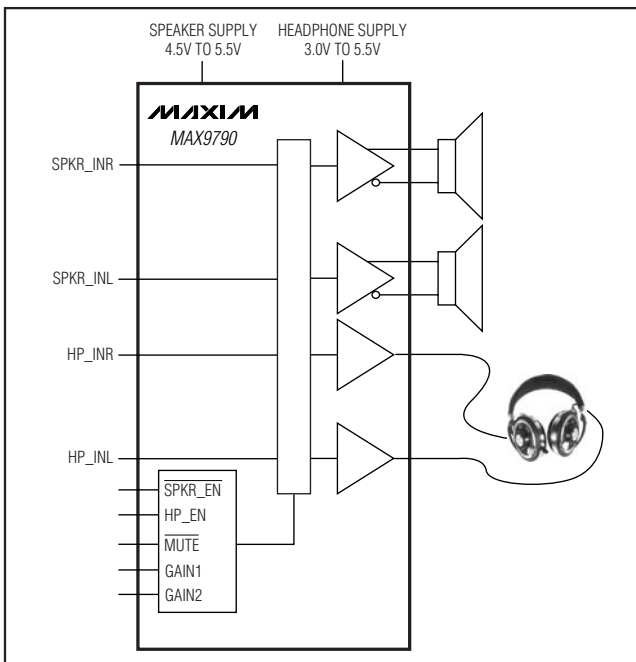 SPEAKER SUPPLY
4.5V TO 5.5V
HEADPHONE SUPPLY
3.0V TO 5.5V
MAXIM
MAX9790
SPKR_INR
SPKR_INL
HP_INR
HP_INL
SPKR_EN
HP_EN
MUTE
GAIN1
GAIN2